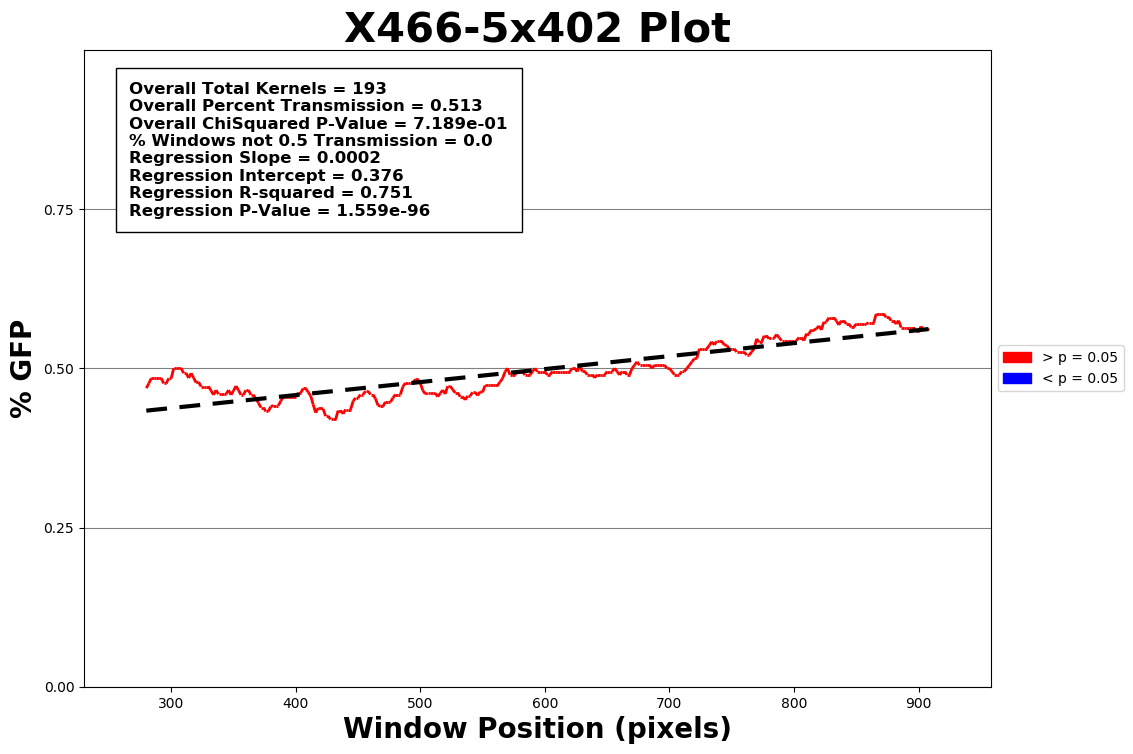 X466-5x402 Plot
Overall Total Kernels = 193
Overall Percent Transmission = 0.513
Overall ChiSquared P-Value = 7.189e-01
% Windows not 0.5 Transmission = 0.0
Regression Slope = 0.0002
Regression Intercept = 0.376
Regression R-squared = 0.751
Regression P-Value = 1.559e-96
% GFP
0.75
0.50
0.25
0.00
> p = 0.05
< p = 0.05
300 400 500 600 700 800 900
Window Position (pixels)